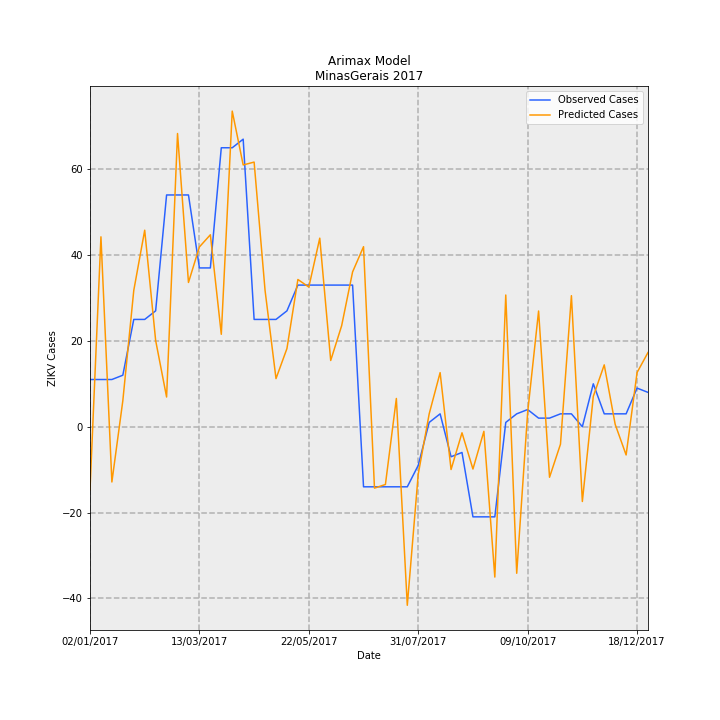 Arimax Model
MinasGerais 2017
Observed Cases
Predicted Cases
ZIKV Cases
60
40
20
0
−20
−40
02/01/2017
13/03/2017
22/05/2017
31/07/2017
09/10/2017
18/12/2017
Date